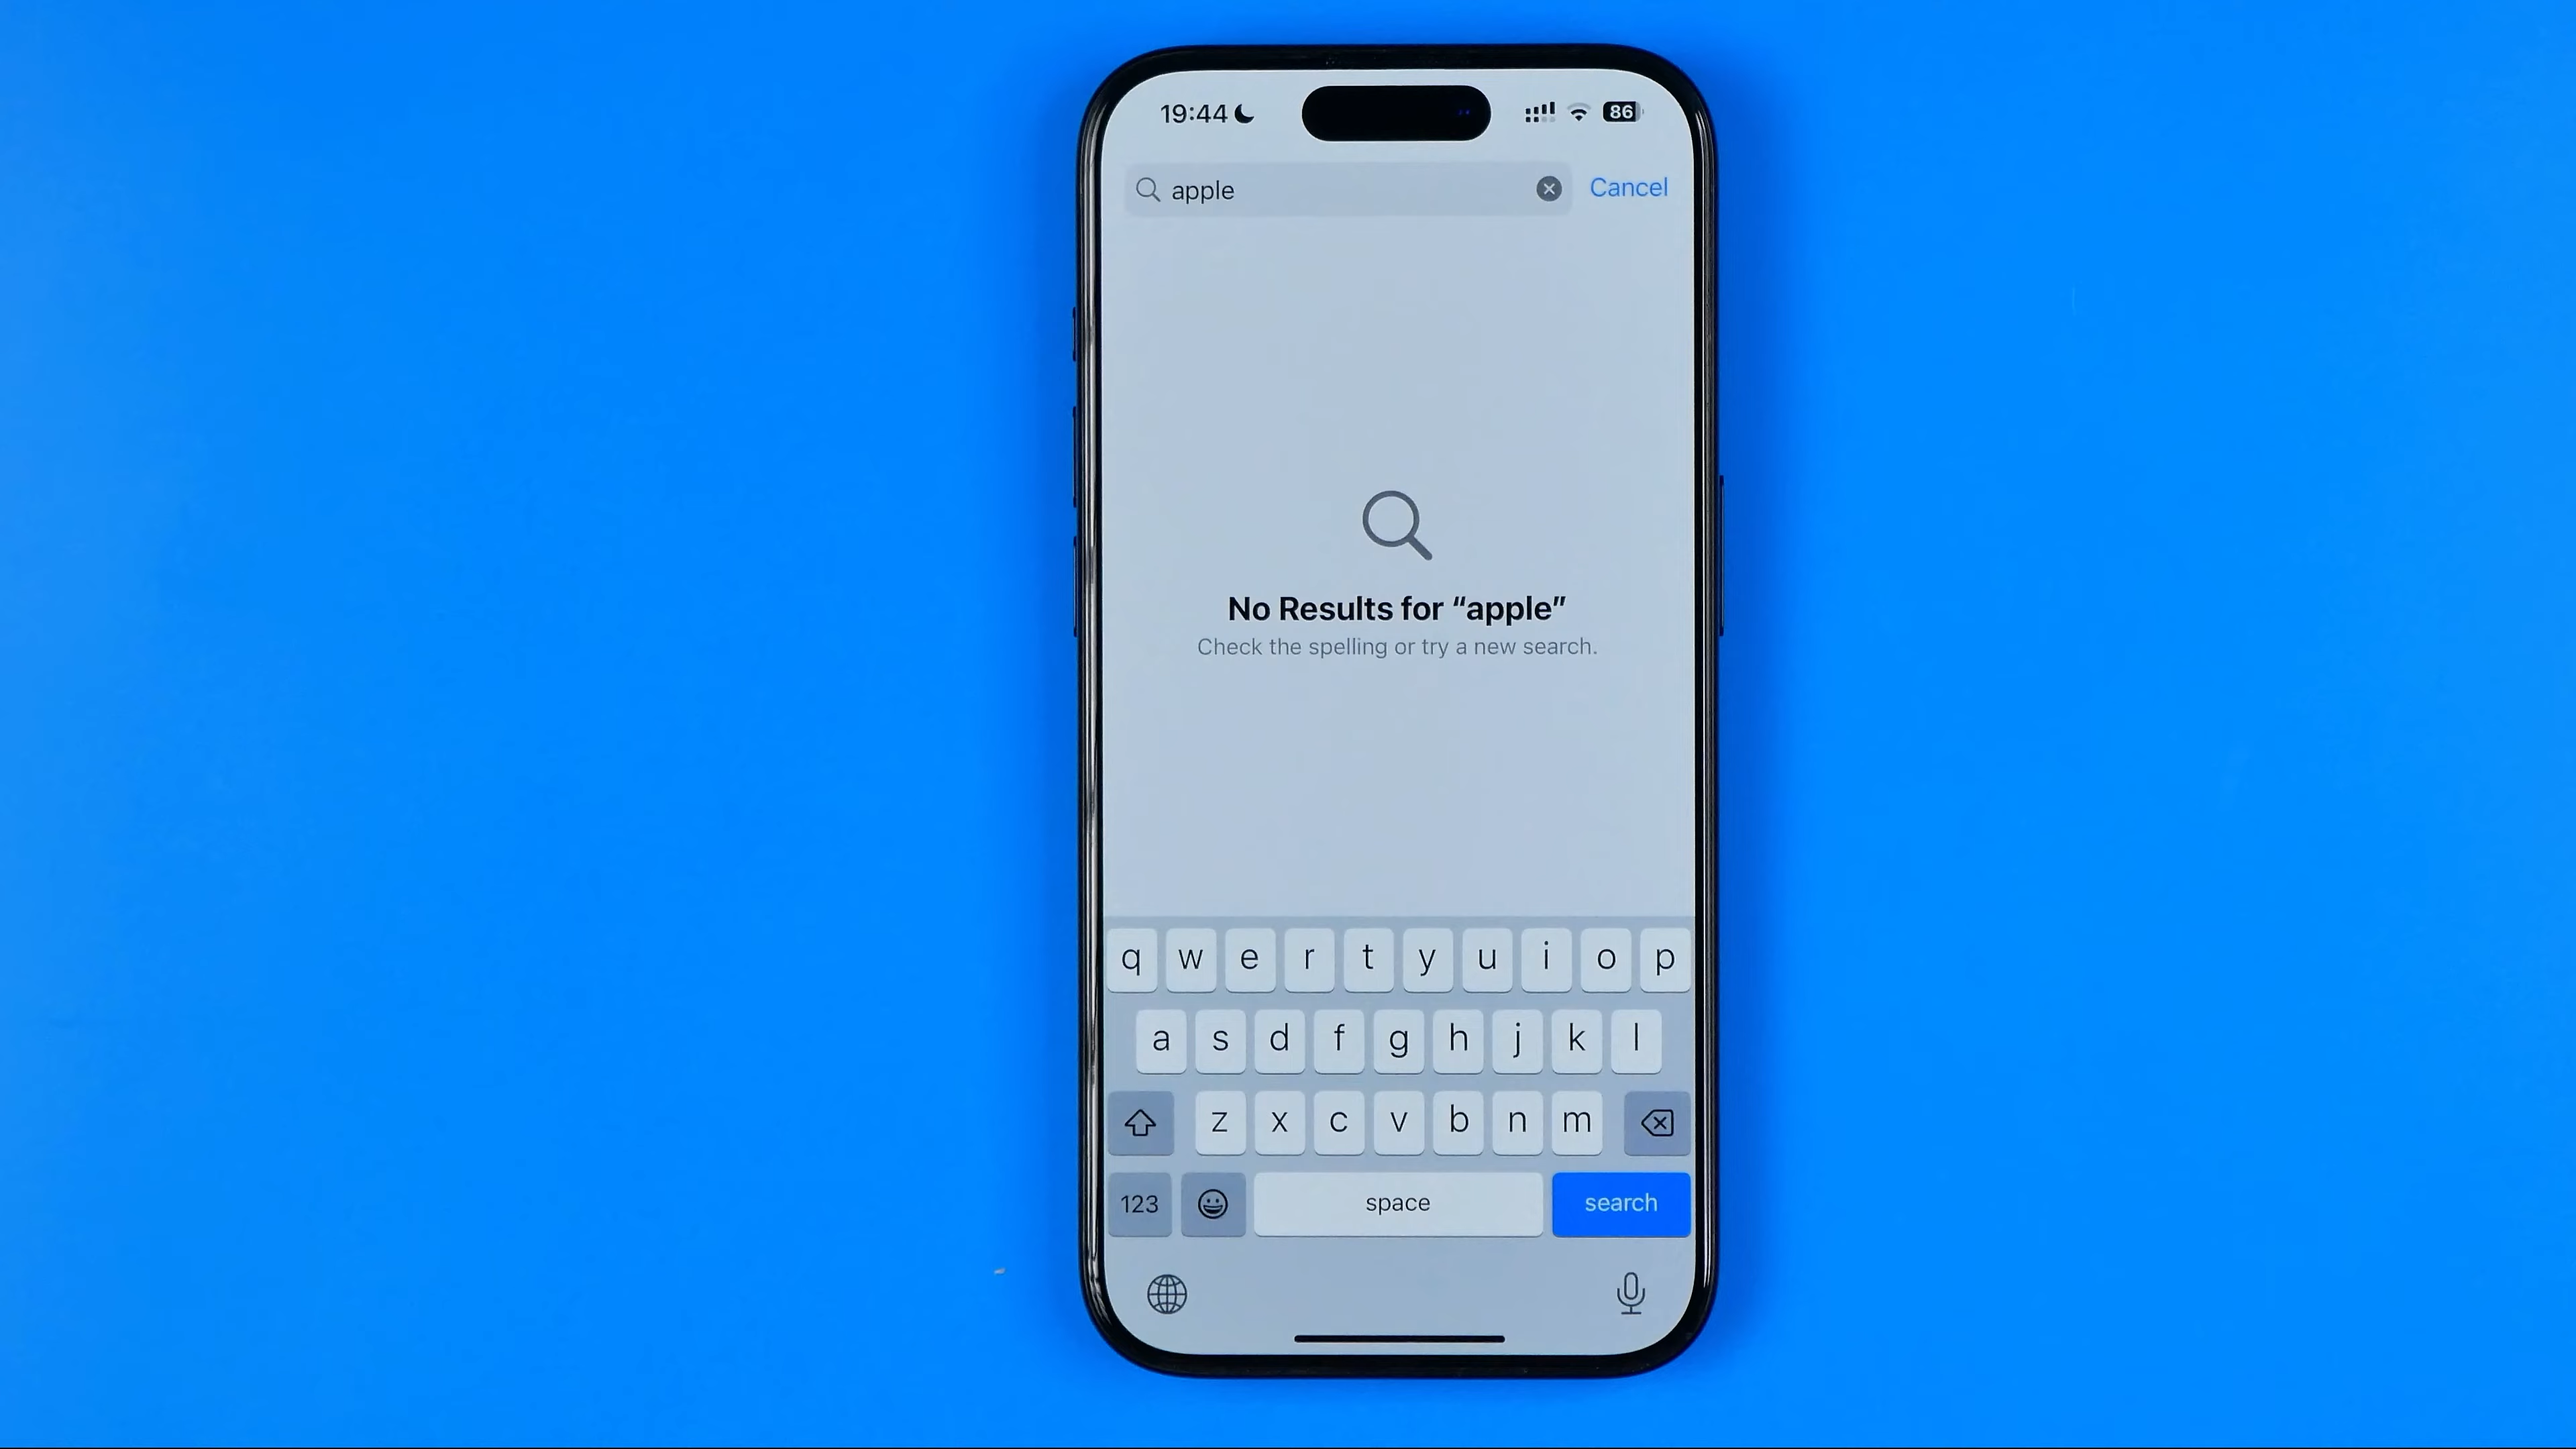 19:44 86
apple Cancel
No Results for “apple”
Check the spelling or try a new search.
q w e r t y u i o p
a s d f g h j k l
z x c v b n m
123 space search